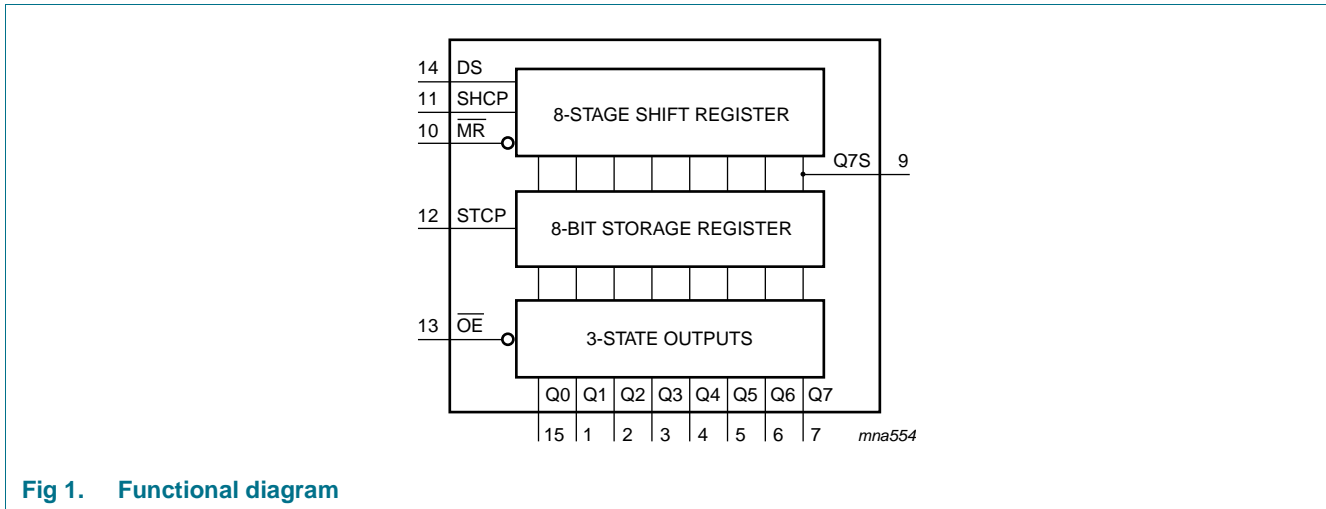 14 DS
11 SHCP
8-STAGE SHIFT REGISTER
10 M̅R̅
Q7S 9
12 STCP
8-BIT STORAGE REGISTER
13 O̅E̅
3-STATE OUTPUTS
Q0 Q1 Q2 Q3 Q4 Q5 Q6 Q7
15 1 2 3 4 5 6 7 mna554
Fig 1. Functional diagram